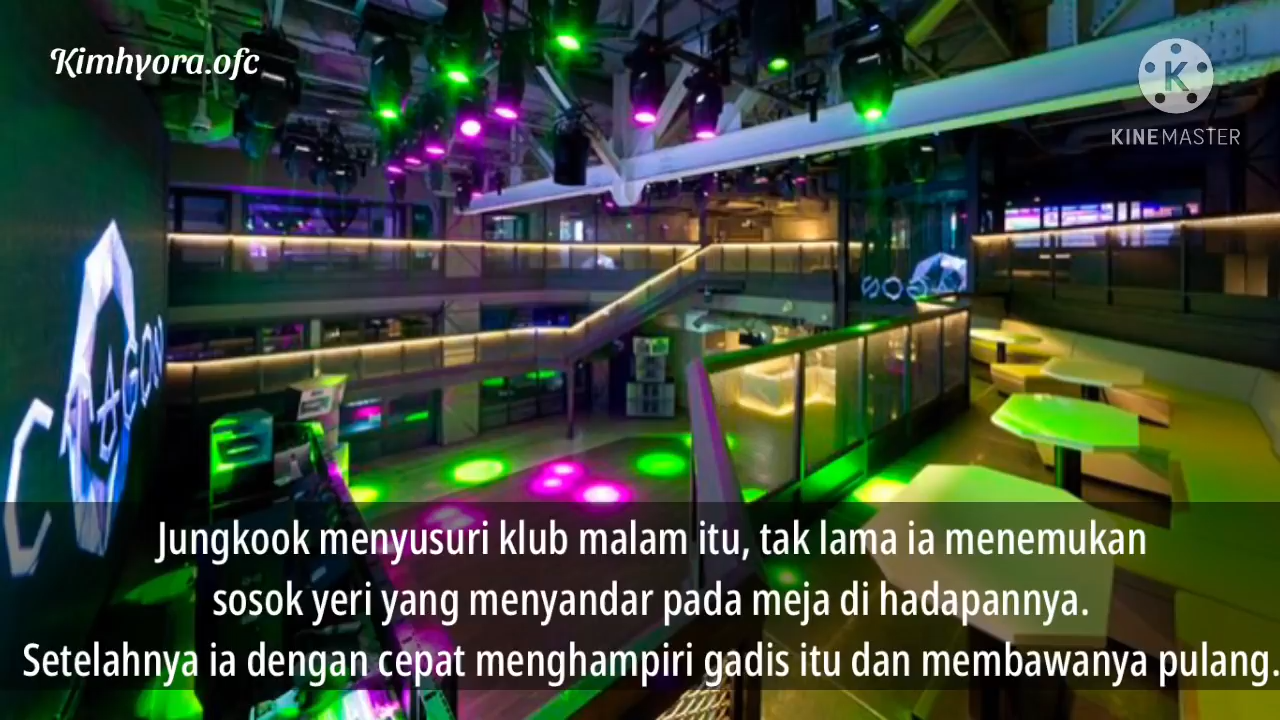 Kimhyora.ofc
K
KINEMASTER
Jungkook menyusuri klub malam itu, tak lama ia menemukan
sosok yeri yang menyandar pada meja di hadapannya.
Setelahnya ia dengan cepat menghampiri gadis itu dan membawanya pulang.